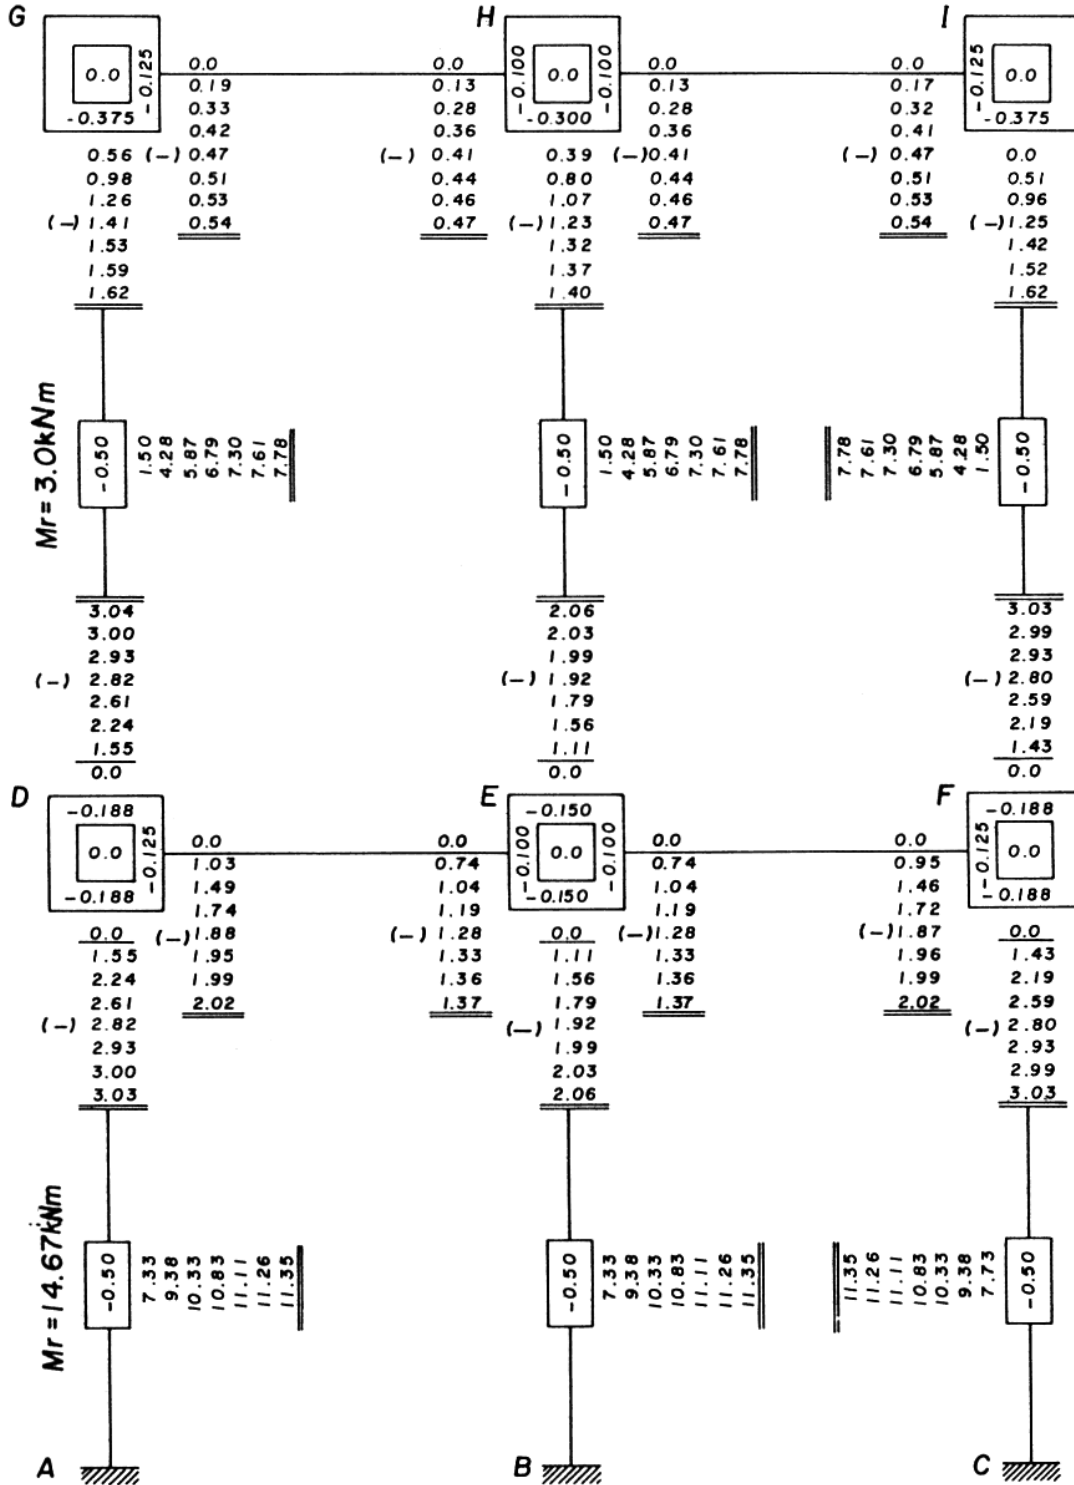 G H I
0.0 -0.125 0.0 0.0 -0.100 0.0 -0.100 0.0 0.0 -0.125 0.0
-0.375 0.19 0.13 -0.300 0.13 0.17 -0.375
0.33 0.28 0.28 0.32
0.42 0.36 0.36 0.41
0.56 (-) 0.47 (-) 0.41 0.39 (-) 0.41 (-) 0.47 0.0
0.98 0.51 0.44 0.80 0.44 0.51 0.51
1.26 0.53 0.46 1.07 0.46 0.53 0.96
(-) 1.41 0.54 0.47 (-) 1.23 0.47 0.54 (-) 1.25
1.53 1.32 1.42
1.59 1.37 1.52
1.62 1.40 1.62
Mr = 3.0kNm
-0.50 1.50 4.28 5.87 6.79 7.30 7.61 7.78
-0.50 1.50 4.28 5.87 6.79 7.30 7.61 7.78
7.78 7.61 7.30 6.79 5.87 4.28 1.50 -0.50
3.04 2.06 3.03
3.00 2.03 2.99
2.93 1.99 2.93
(-) 2.82 (-) 1.92 (-) 2.80
2.61 1.79 2.59
2.24 1.56 2.19
1.55 1.11 1.43
0.0 0.0 0.0
D E F
-0.188 -0.150 -0.188
0.0 -0.125 0.0 0.0 -0.100 0.0 -0.100 0.0 0.0 -0.125 0.0
1.03 0.74 0.74 0.95
-0.188 1.49 1.04 -0.150 1.04 1.46 -0.188
1.74 1.19 1.19 1.72
0.0 (-) 1.88 (-) 1.28 0.0 (-) 1.28 (-) 1.87 0.0
1.55 1.95 1.33 1.11 1.33 1.96 1.43
2.24 1.99 1.36 1.56 1.36 1.99 2.19
2.61 2.02 1.37 1.79 1.37 2.02 2.59
(-) 2.82 (-) 1.92 (-) 2.80
2.93 1.99 2.93
3.00 2.03 2.99
3.03 2.06 3.03
Mr = 14.67kNm
-0.50 7.33 9.38 10.33 10.83 11.11 11.26 11.35
-0.50 7.33 9.38 10.33 10.83 11.11 11.26 11.35
11.35 11.26 11.11 10.83 10.33 9.38 7.73 -0.50
A B C